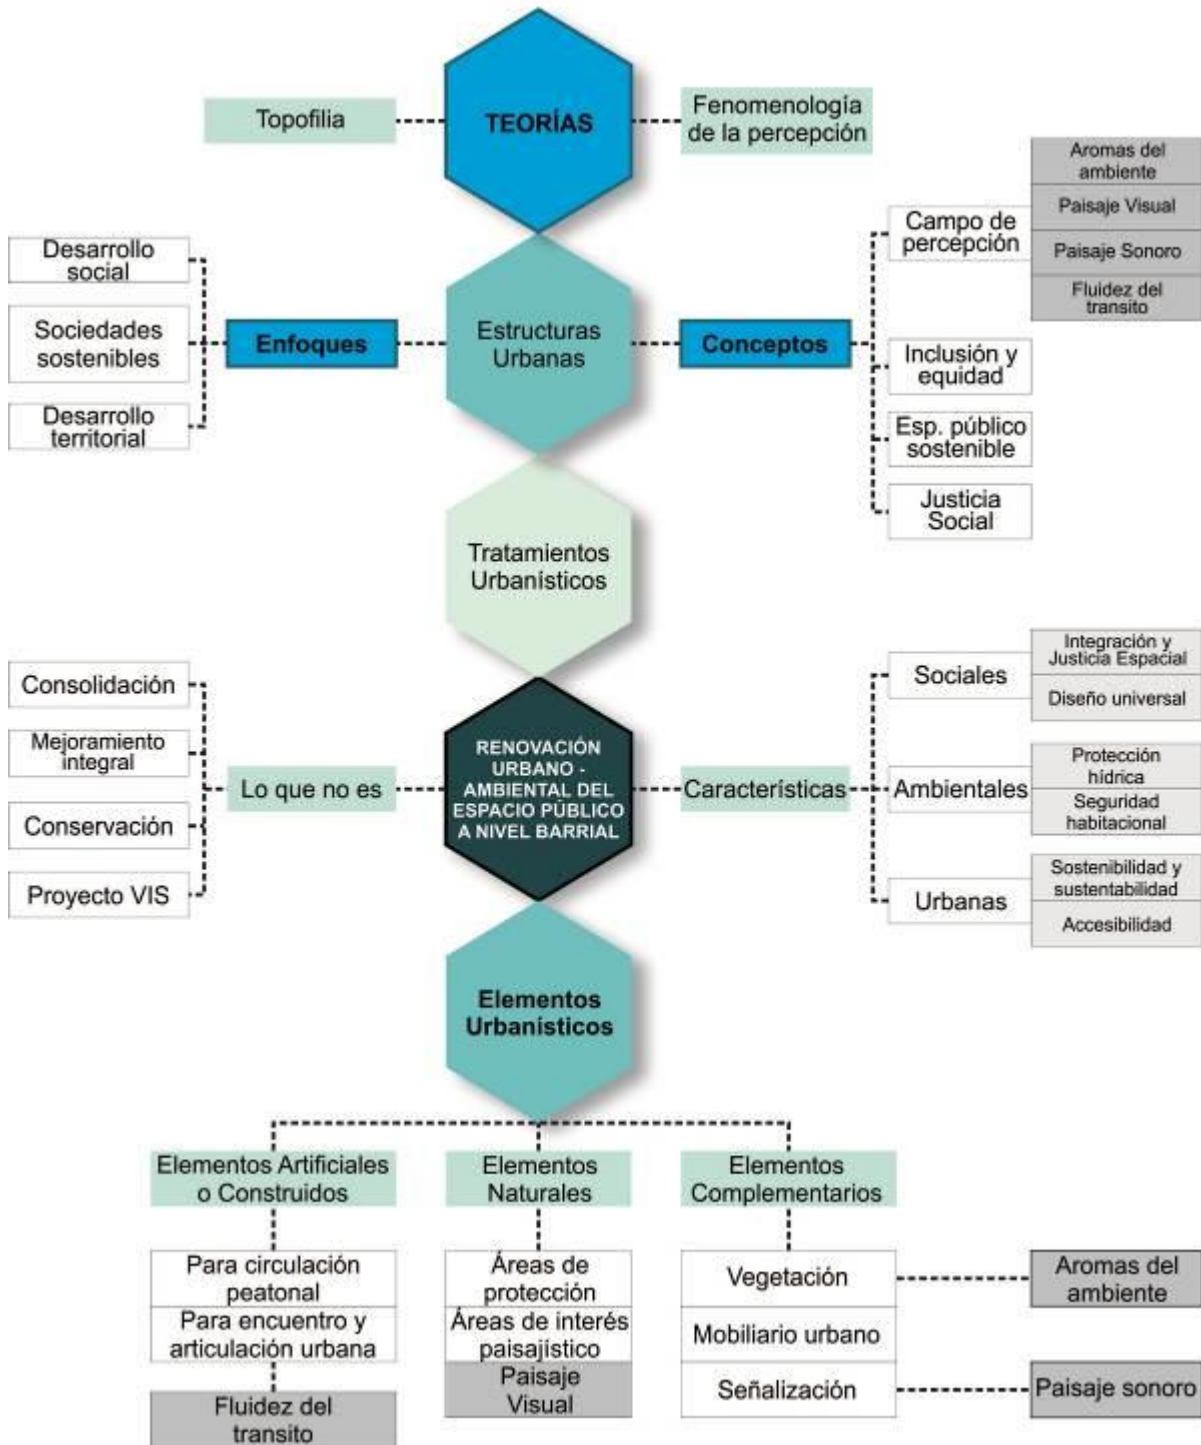 Topofilia
TEORÍAS
Fenomenología
de la percepción
Desarrollo
social
Sociedades
sostenibles
Desarrollo
territorial
Enfoques
Estructuras
Urbanas
Conceptos
Campo de
percepción
Aromas del
ambiente
Paisaje Visual
Paisaje Sonoro
Fluidez del
transito
Inclusión y
equidad
Esp. público
sostenible
Justicia
Social
Tratamientos
Urbanísticos
Consolidación
Mejoramiento
integral
Conservación
Proyecto VIS
Lo que no es
RENOVACIÓN
URBANO -
AMBIENTAL DEL
ESPACIO PÚBLICO
A NIVEL BARRIAL
Características
Sociales
Integración y
Justicia Espacial
Diseño universal
Ambientales
Protección
hídrica
Seguridad
habitacional
Urbanas
Sostenibilidad y
sustentabilidad
Accesibilidad
Elementos
Urbanísticos
Elementos Artificiales
o Construidos
Para circulación
peatonal
Para encuentro y
articulación urbana
Fluidez del
transito
Elementos
Naturales
Áreas de
protección
Áreas de interés
paisajístico
Paisaje
Visual
Elementos
Complementarios
Vegetación
Aromas del
ambiente
Mobiliario urbano
Señalización
Paisaje sonoro